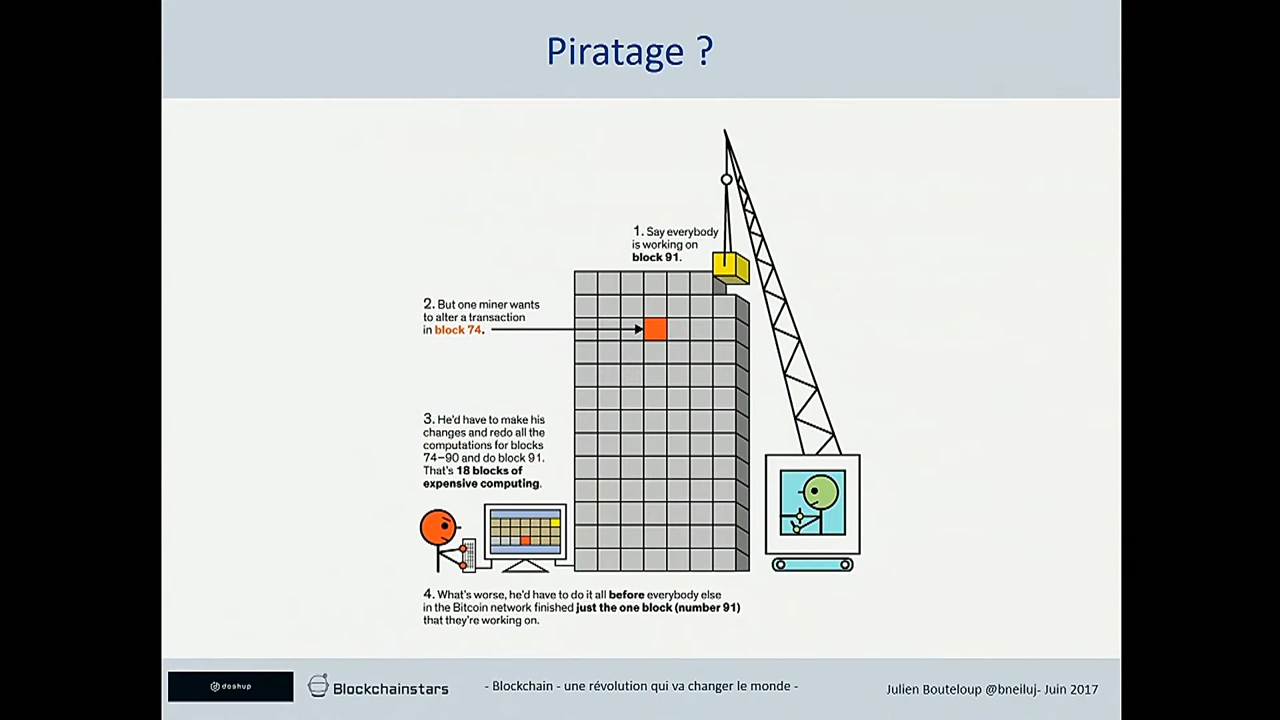 Piratage ?
1. Say everybody
is working on
block 91.
2. But one miner wants
to alter a transaction
in block 74.
3. He'd have to make his
changes and redo all the
computations for blocks
74–90 and do block 91.
That's 18 blocks of
expensive computing.
4. What's worse, he'd have to do it all before everybody else
in the Bitcoin network finished just the one block (number 91)
that they're working on.
doshup
Blockchainstars
- Blockchain - une révolution qui va changer le monde -
Julien Bouteloup @bneiluj- Juin 2017